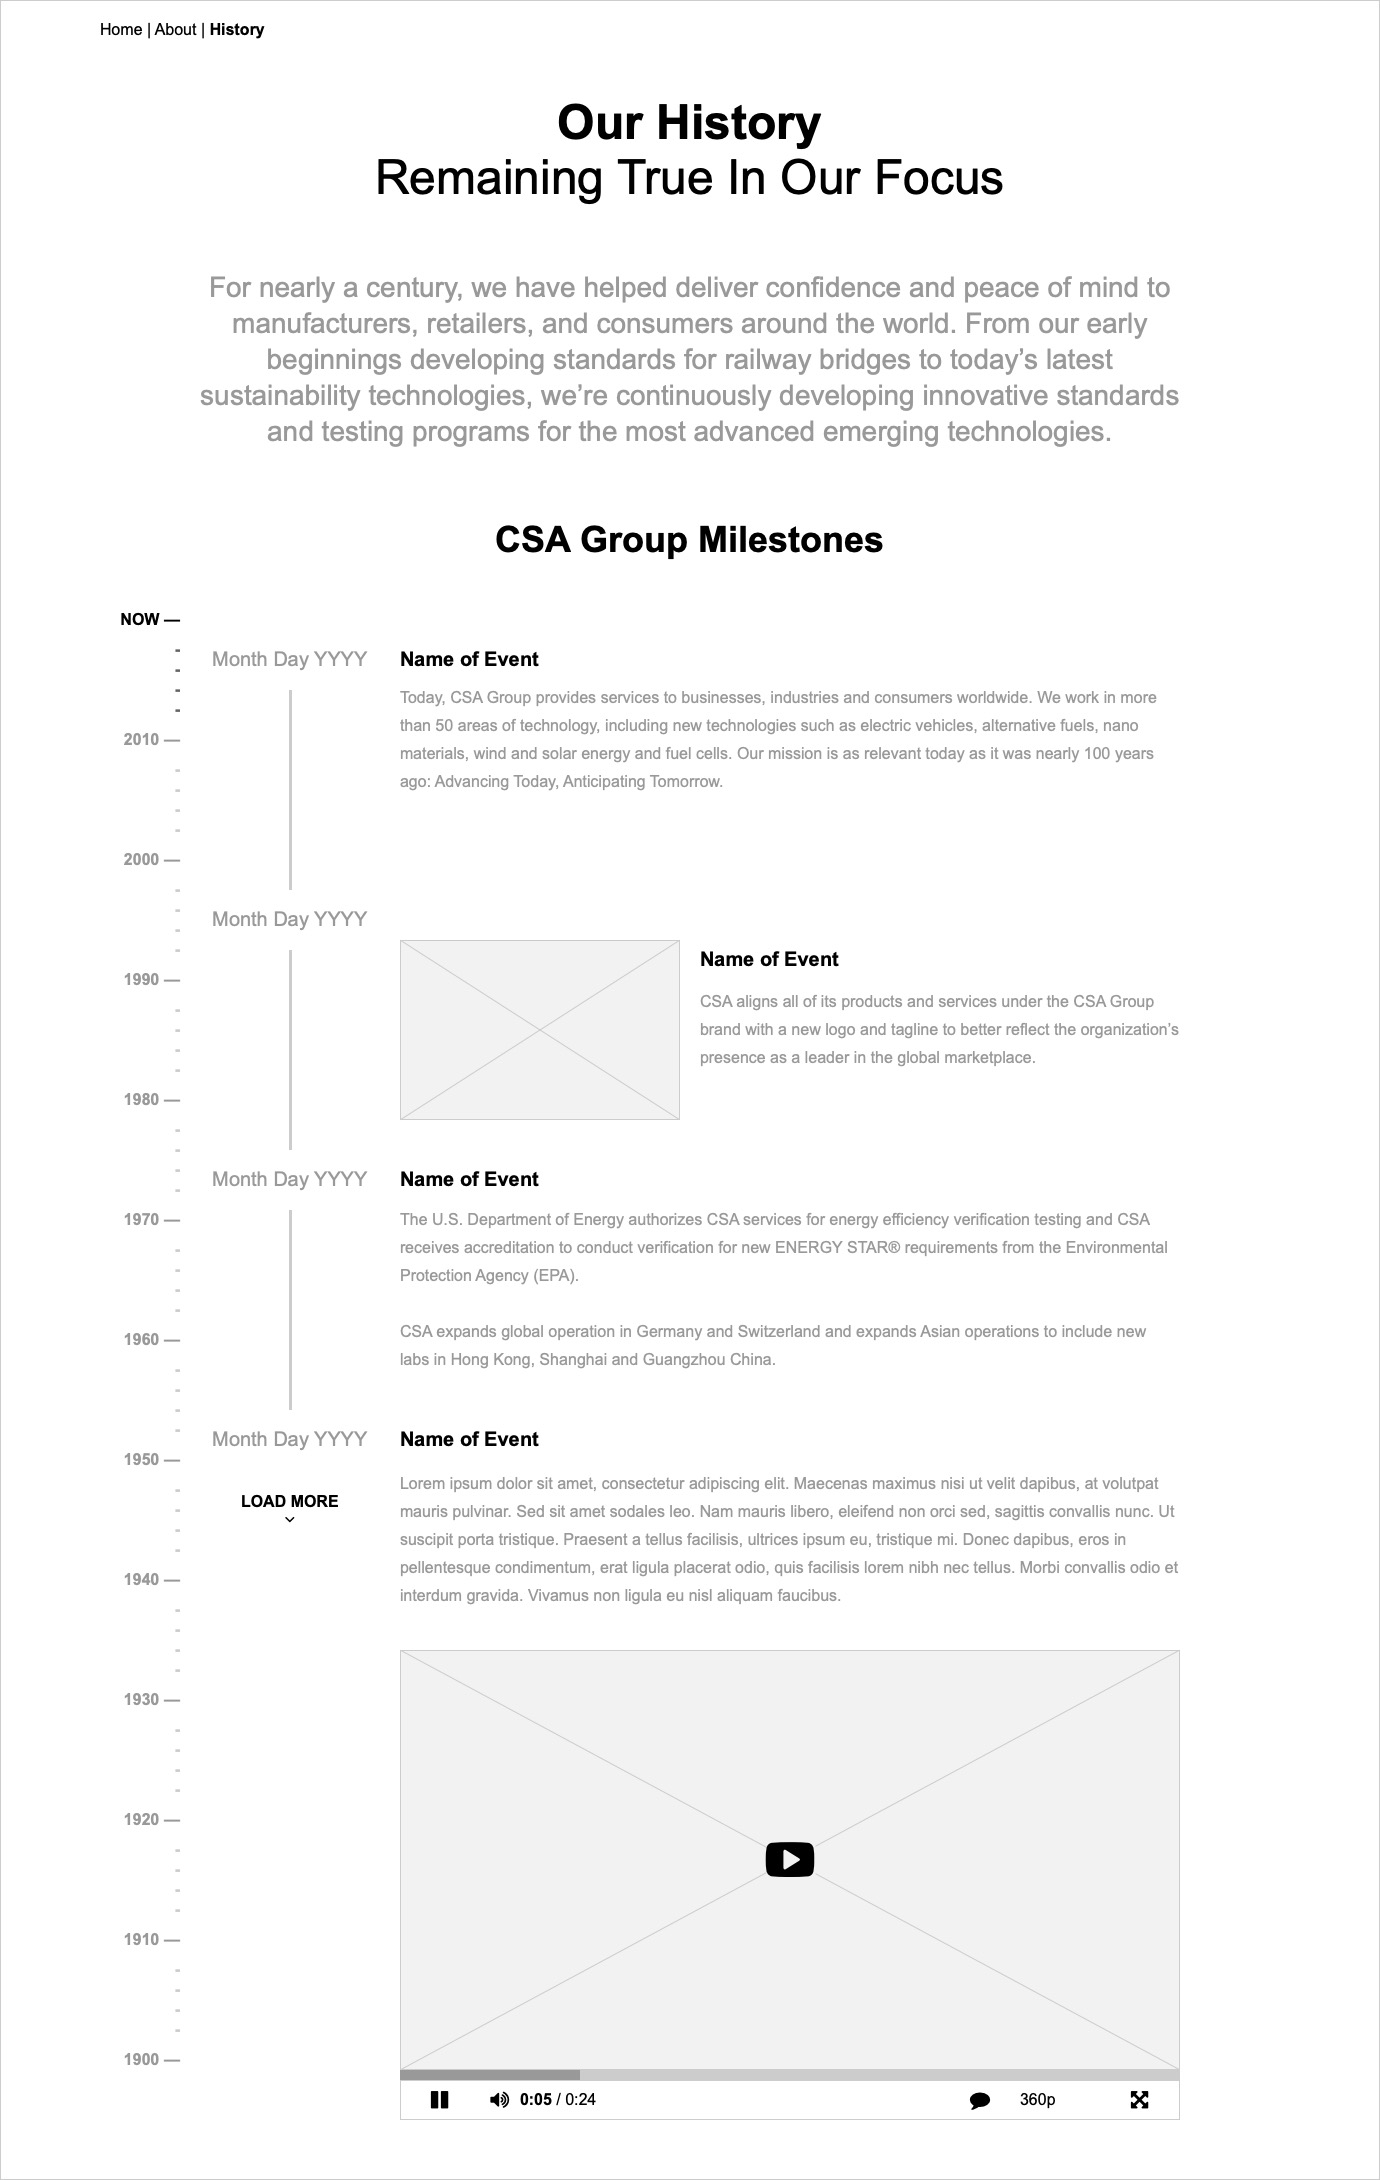 Home | About | History
Our History
Remaining True In Our Focus
For nearly a century, we have helped deliver confidence and peace of mind to
manufacturers, retailers, and consumers around the world. From our early
beginnings developing standards for railway bridges to today’s latest
sustainability technologies, we’re continuously developing innovative standards
and testing programs for the most advanced emerging technologies.
CSA Group Milestones
NOW
2010
2000
1990
1980
1970
1960
1950
1940
1930
1920
1910
1900
Month Day YYYY
Name of Event
Today, CSA Group provides services to businesses, industries and consumers worldwide. We work in more
than 50 areas of technology, including new technologies such as electric vehicles, alternative fuels, nano
materials, wind and solar energy and fuel cells. Our mission is as relevant today as it was nearly 100 years
ago: Advancing Today, Anticipating Tomorrow.
Month Day YYYY
Name of Event
CSA aligns all of its products and services under the CSA Group
brand with a new logo and tagline to better reflect the organization’s
presence as a leader in the global marketplace.
Month Day YYYY
Name of Event
The U.S. Department of Energy authorizes CSA services for energy efficiency verification testing and CSA
receives accreditation to conduct verification for new ENERGY STAR® requirements from the Environmental
Protection Agency (EPA).
CSA expands global operation in Germany and Switzerland and expands Asian operations to include new
labs in Hong Kong, Shanghai and Guangzhou China.
Month Day YYYY
LOAD MORE
Name of Event
Lorem ipsum dolor sit amet, consectetur adipiscing elit. Maecenas maximus nisi ut velit dapibus, at volutpat
mauris pulvinar. Sed sit amet sodales leo. Nam mauris libero, eleifend non orci sed, sagittis convallis nunc. Ut
suscipit porta tristique. Praesent a tellus facilisis, ultrices ipsum eu, tristique mi. Donec dapibus, eros in
pellentesque condimentum, erat ligula placerat odio, quis facilisis lorem nibh nec tellus. Morbi convallis odio et
interdum gravida. Vivamus non ligula eu nisl aliquam faucibus.
0:05 / 0:24
360p